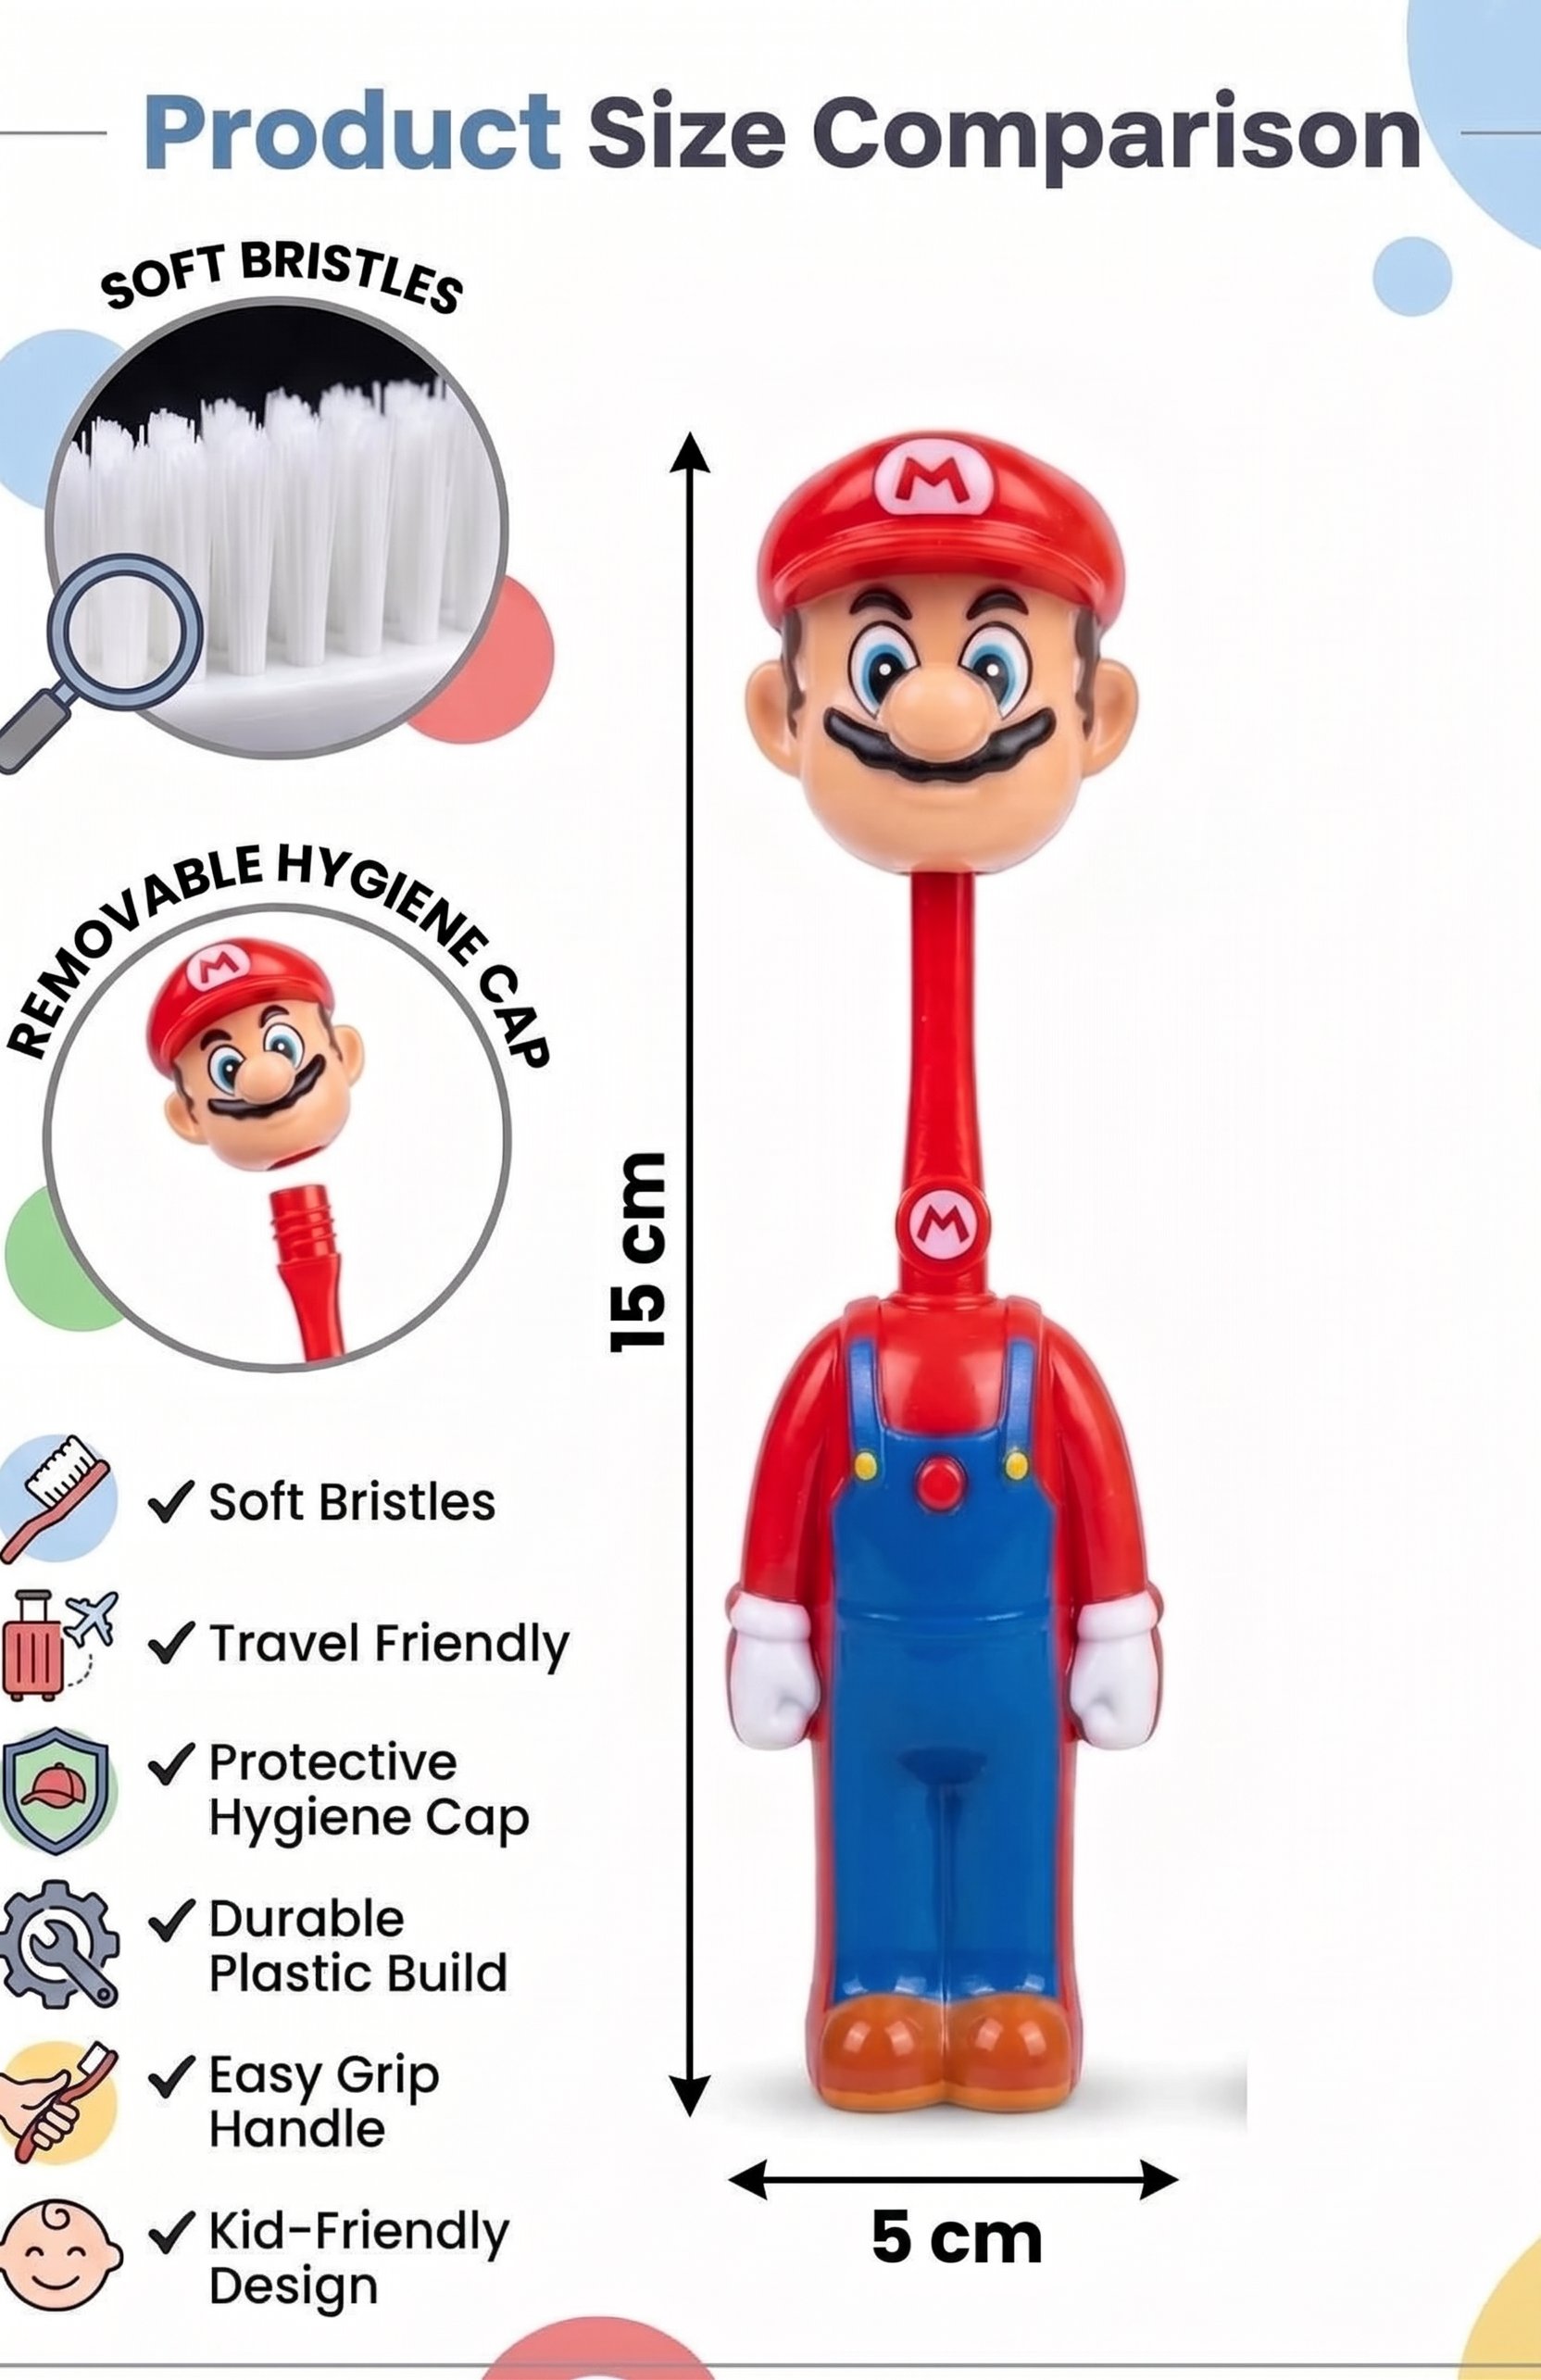 Product Size Comparison
SOFT BRISTLES
REMOVABLE HYGIENE CAP
M
M
M
15 cm
5 cm
✓ Soft Bristles
✓ Travel Friendly
✓ Protective
Hygiene Cap
✓ Durable
Plastic Build
✓ Easy Grip
Handle
✓ Kid-Friendly
Design